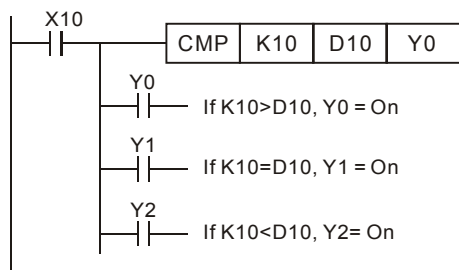 X10
CMP K10 D10 Y0
Y0
If K10>D10, Y0 = On
Y1
If K10=D10, Y1 = On
Y2
If K10<D10, Y2= On